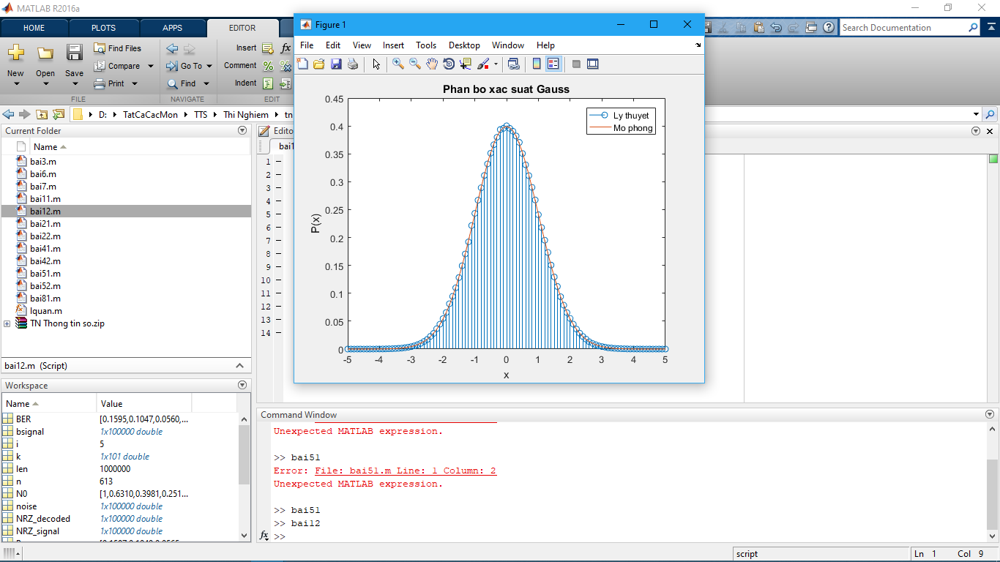 MATLAB R2016a
HOME PLOTS APPS EDITOR
Search Documentation
New Open Save
Find Files
Compare
Print
Go To
Find
Insert fx
Comment
Indent
FILE NAVIGATE EDIT
D: TatCaCacMon TTS Thi Nghiem tn
Current Folder
Name
bai3.m
bai6.m
bai7.m
bai11.m
bai12.m
bai21.m
bai22.m
bai41.m
bai42.m
bai51.m
bai52.m
bai81.m
lquan.m
TN Thong tin so.zip
bai12.m (Script)
Workspace
Name Value
BER [0.1595,0.1047,0.0560,...
bsignal 1x100000 double
i 5
k 1x101 double
len 1000000
n 613
N0 [1,0.6310,0.3981,0.251...
noise 1x100000 double
NRZ_decoded 1x100000 double
NRZ_signal 1x100000 double
Edito
bai1
1
2
3
4
5
6
7
8
9
10
11
12
13
14
Figure 1
File Edit View Insert Tools Desktop Window Help
Phan bo xac suat Gauss
Ly thuyet
Mo phong
0.45
0.4
0.35
0.3
0.25
0.2
0.15
0.1
0.05
0
P(x)
-5 -4 -3 -2 -1 0 1 2 3 4 5
x
Command Window
Unexpected MATLAB expression.
>> bai51
Error: File: bai51.m Line: 1 Column: 2
Unexpected MATLAB expression.
>> bai51
>> bai12
fx >>
script Ln 1 Col 9